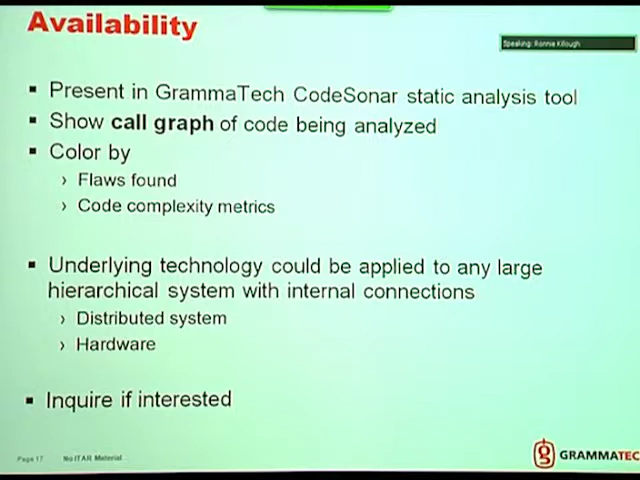 Availability
Speaking: Ronnie Killough
▪ Present in GrammaTech CodeSonar static analysis tool
▪ Show call graph of code being analyzed
▪ Color by
› Flaws found
› Code complexity metrics
▪ Underlying technology could be applied to any large
hierarchical system with internal connections
› Distributed system
› Hardware
▪ Inquire if interested
Page 17 No ITAR Material
GRAMMATEC